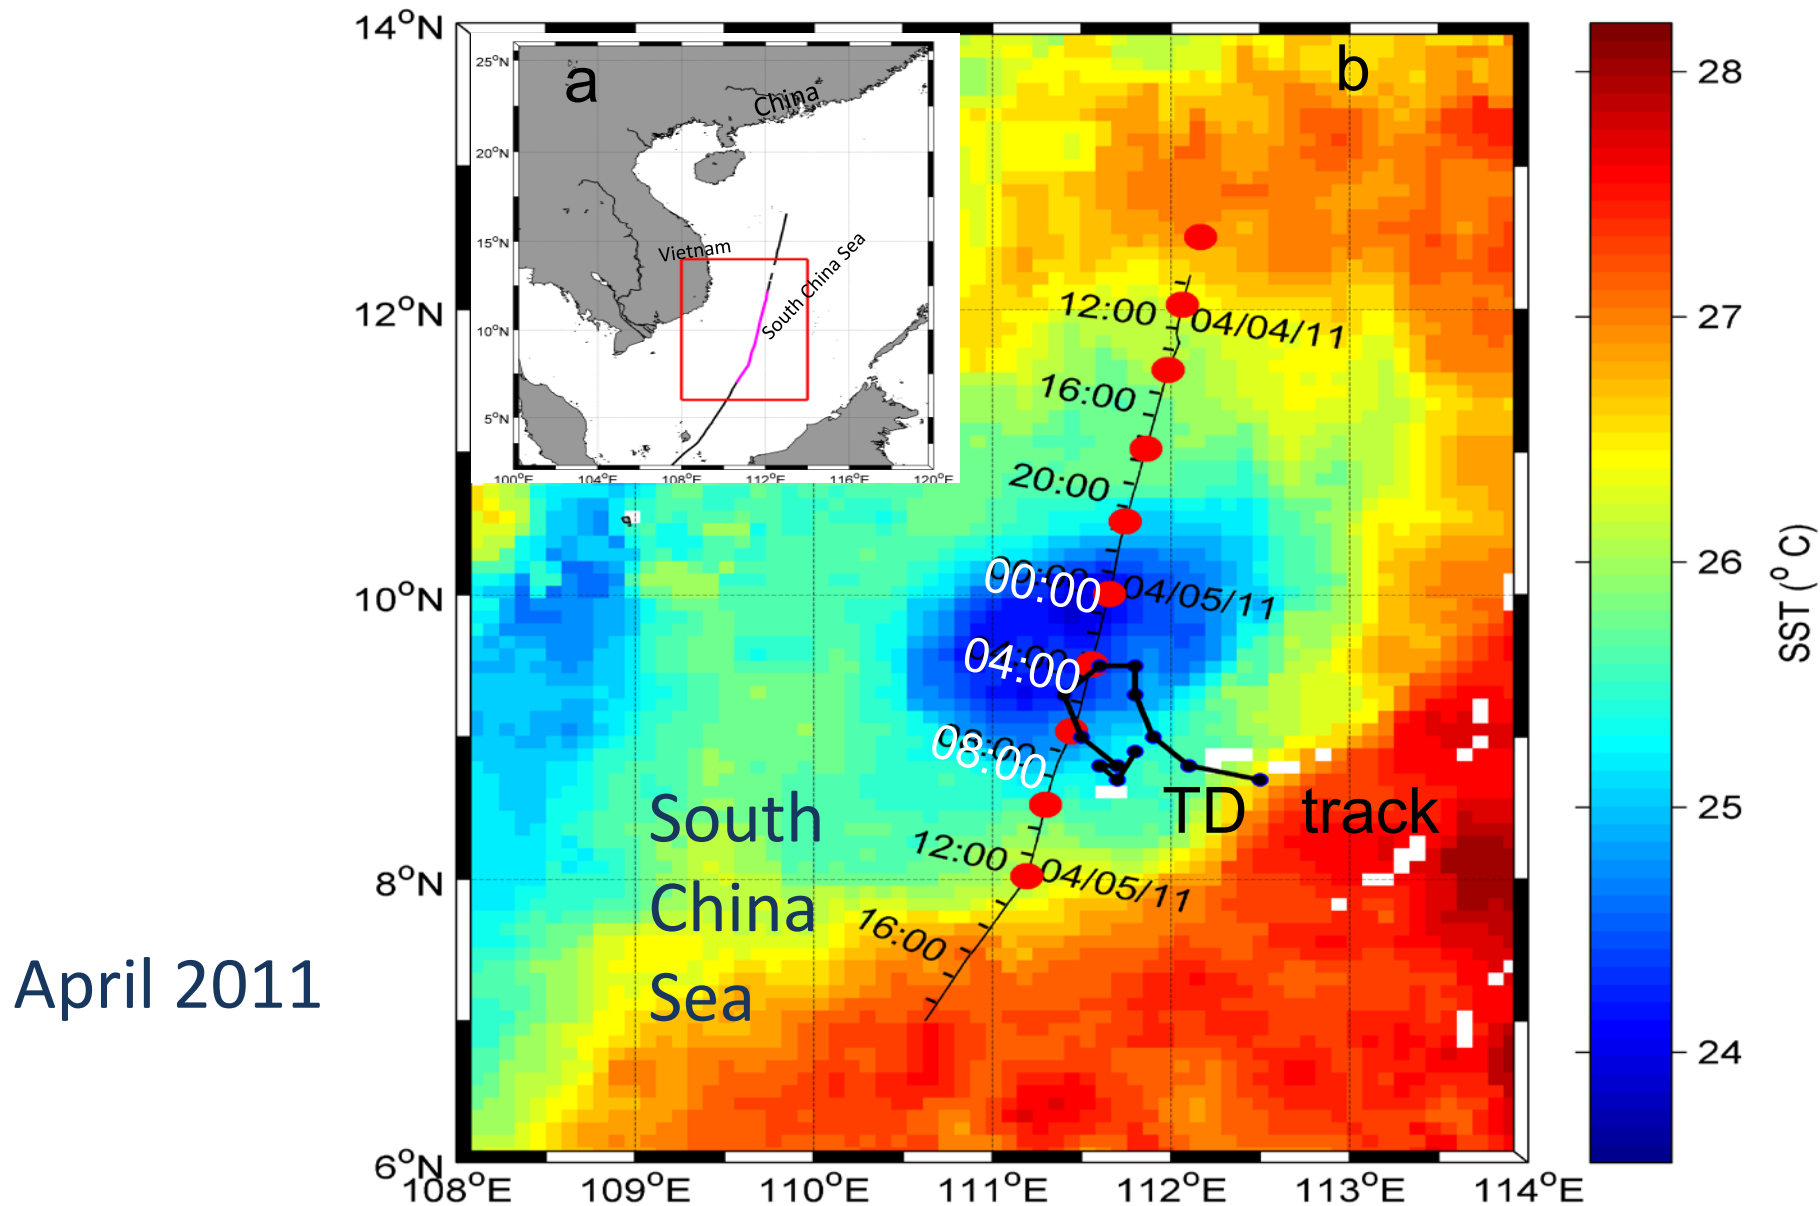 14°N
12°N
10°N
8°N
6°N
108°E 109°E 110°E 111°E 112°E 113°E 114°E
a
China
Vietnam
South China Sea
25°N
20°N
15°N
10°N
5°N
100°E 104°E 108°E 112°E 116°E 120°E
b
12:00 04/04/11
16:00
20:00
00:00 04/05/11
04:00
08:00
12:00 04/05/11
16:00
TD track
South
China
Sea
April 2011
28
27
26
25
24
SST (°C)